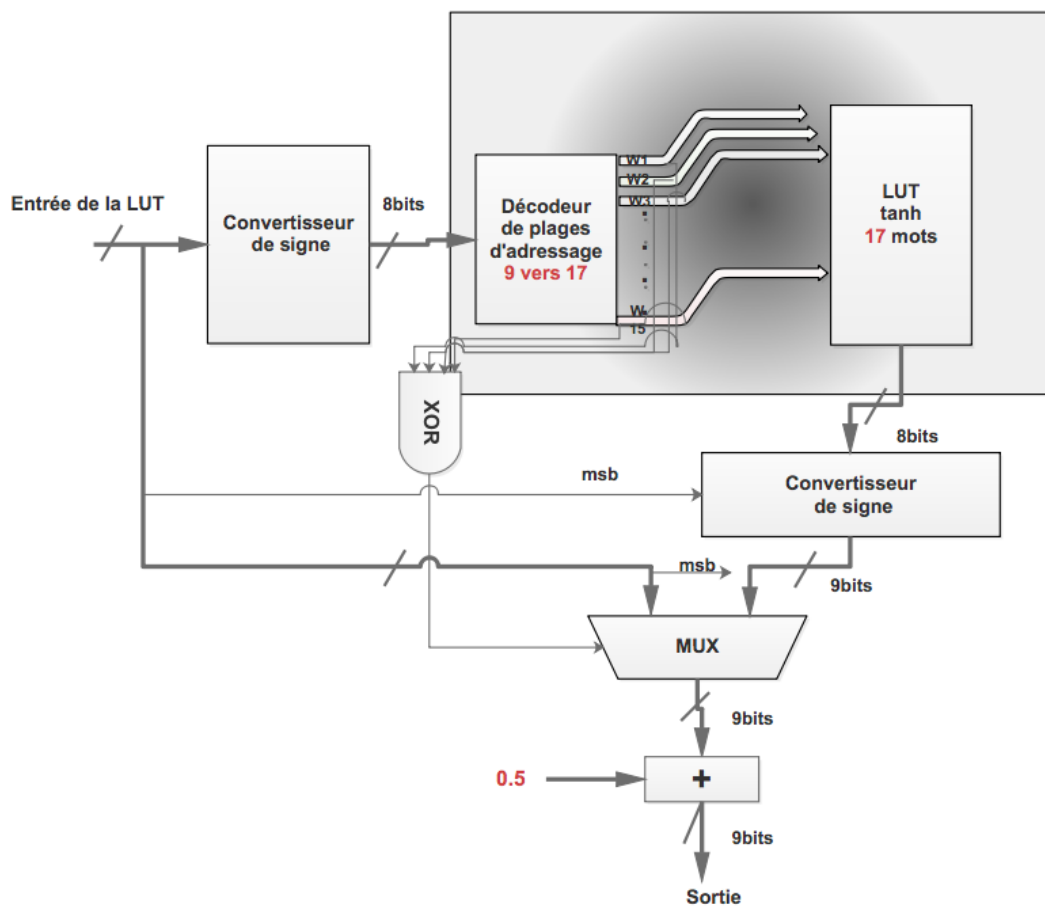 Entrée de la LUT
Convertisseur
de signe
8bits
Décodeur
de plages
d'adressage
9 vers 17
W1
W2
W3
W
15
LUT
tanh
17 mots
8bits
XOR
msb
Convertisseur
de signe
msb
9bits
MUX
9bits
0.5
+
9bits
Sortie